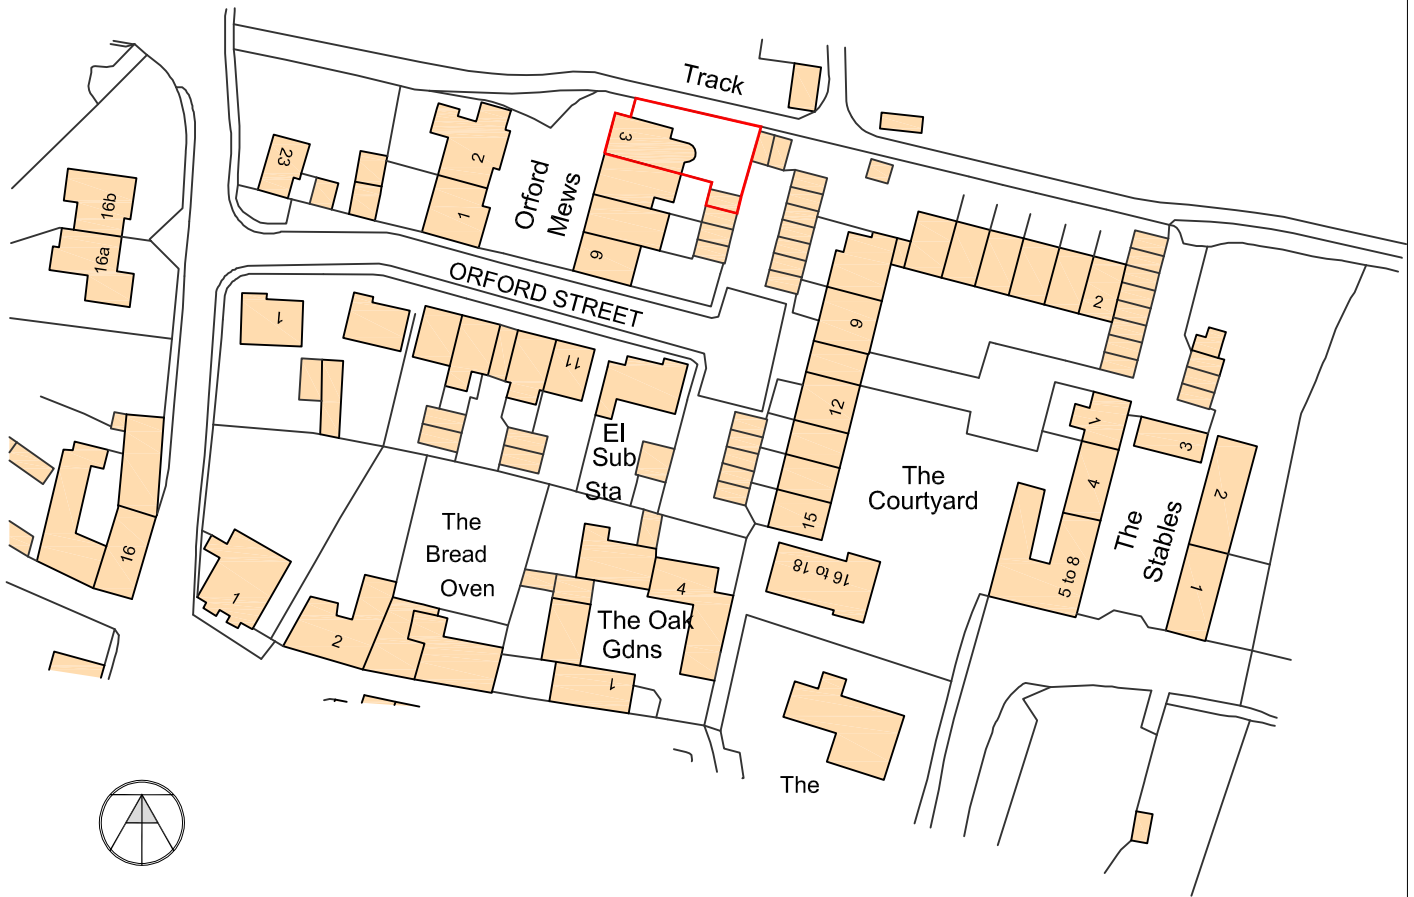 Track
3
23
2
Orford
Mews
16b
1
16a
6
ORFORD STREET
2
1
9
11
12
1
3
El
Sub
Sta
The
Courtyard
4
2
15
The
Bread
Oven
The
Stables
16
16 to 18
5 to 8
1
1
4
2
The Oak
Gdns
1
The